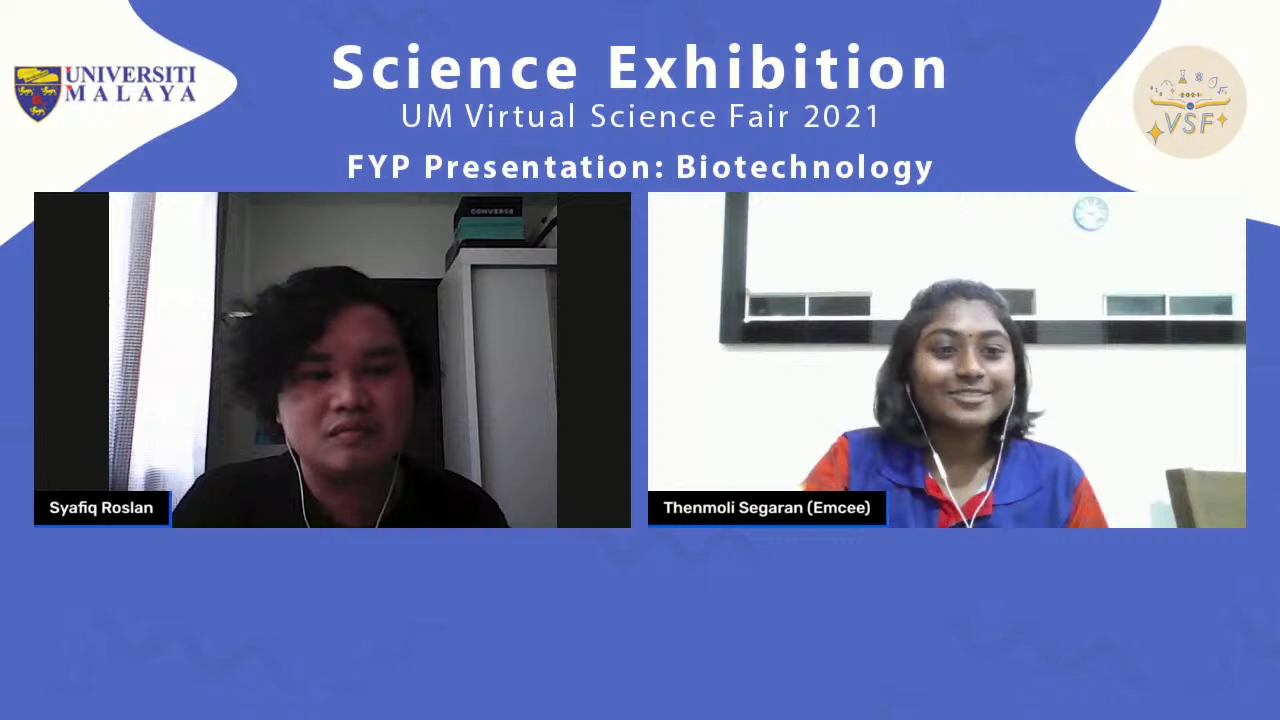 UNIVERSITI
MALAYA
Science Exhibition
UM Virtual Science Fair 2021
FYP Presentation: Biotechnology
2021
VSF
CONVERSE
Syafiq Roslan
Thenmoli Segaran (Emcee)